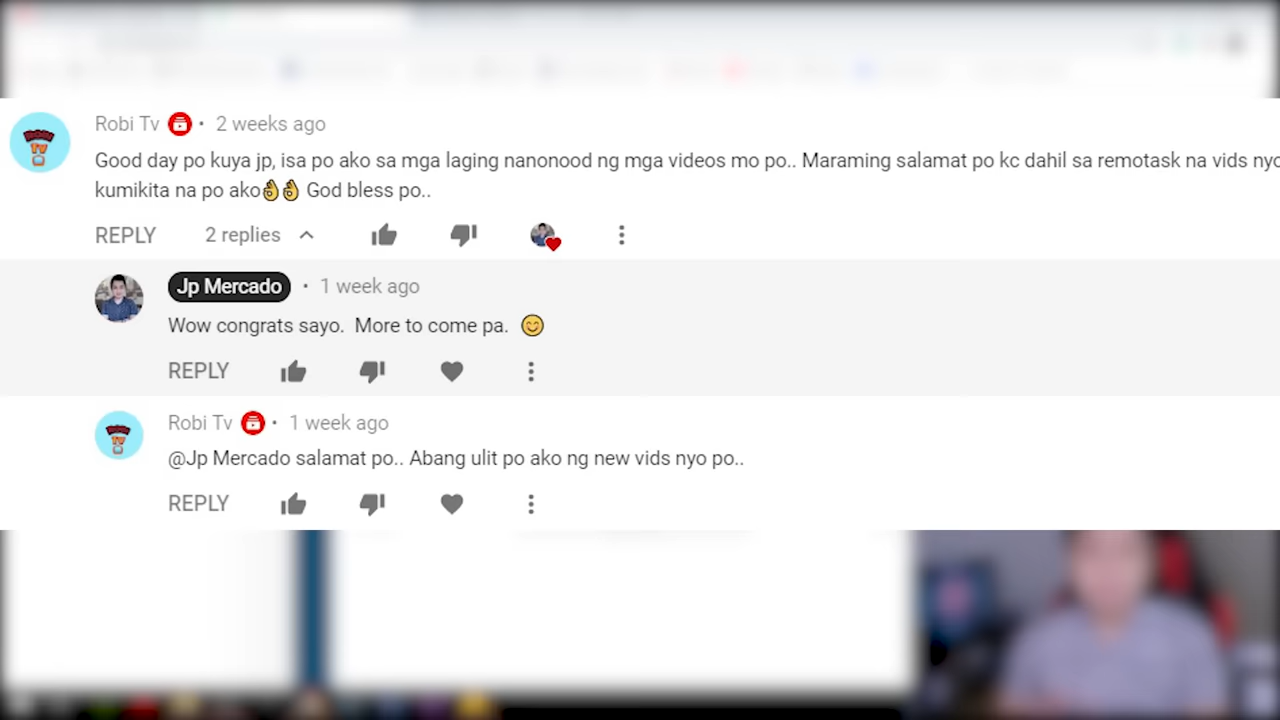 Robi Tv • 2 weeks ago
Good day po kuya jp, isa po ako sa mga laging nanonood ng mga videos mo po.. Maraming salamat po kc dahil sa remotask na vids nyo
kumikita na po ako👌👌 God bless po..
REPLY 2 replies
Jp Mercado • 1 week ago
Wow congrats sayo. More to come pa. 😊
REPLY
Robi Tv • 1 week ago
@Jp Mercado salamat po.. Abang ulit po ako ng new vids nyo po..
REPLY